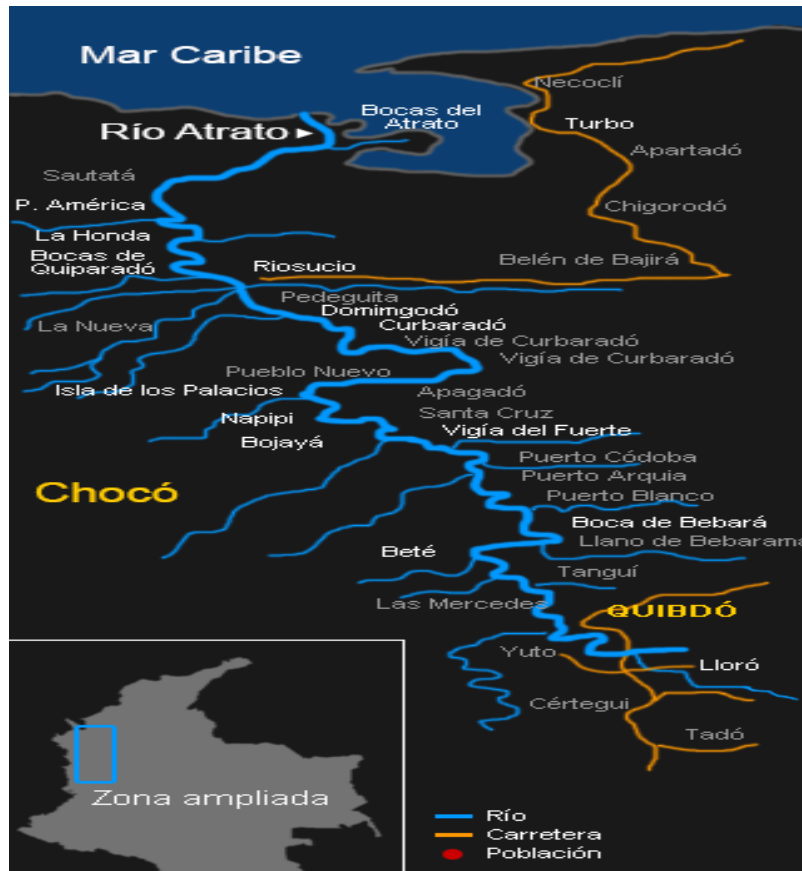 Mar Caribe
Necoclí
Bocas del
Atrato
Río Atrato
Turbo
Apartadó
Sautatá
P. América
Chigorodó
La Honda
Bocas de
Quiparadó
Riosucio
Belén de Bajirá
Pedeguita
Domimgodó
La Nueva
Curbaradó
Vigía de Curbaradó
Vigía de Curbaradó
Pueblo Nuevo
Isla de los Palacios
Apagadó
Napipi
Santa Cruz
Vigía del Fuerte
Bojayá
Puerto Códoba
Puerto Arquia
Chocó
Puerto Blanco
Boca de Bebará
Llano de Bebarama
Beté
Tanguí
Las Mercedes
QUIBDÓ
Yuto
Lloró
Cértegui
Tadó
Zona ampliada
Río
Carretera
Población